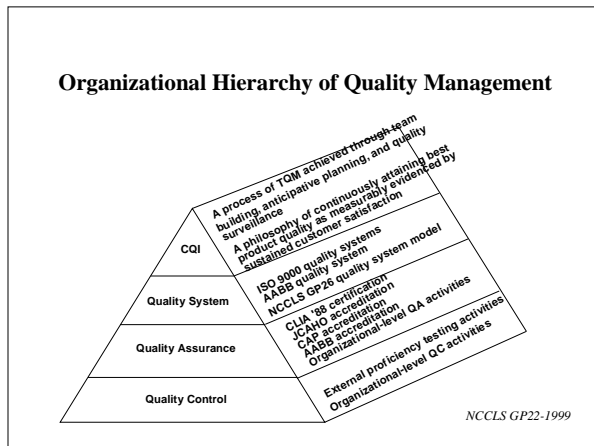 Organizational Hierarchy of Quality Management
CQI
A process of TQM achieved through team
building, anticipative planning, and quality
surveillance
A philosophy of continuously attaining best
product quality as measurably evidenced by
sustained customer satisfaction
Quality System
ISO 9000 quality systems
AABB quality system
NCCLS GP26 quality system model
Quality Assurance
CLIA '88 certification
JCAHO accreditation
CAP accreditation
AABB accreditation
Organizational-level QA activities
Quality Control
External proficiency testing activities
Organizational-level QC activities
NCCLS GP22-1999